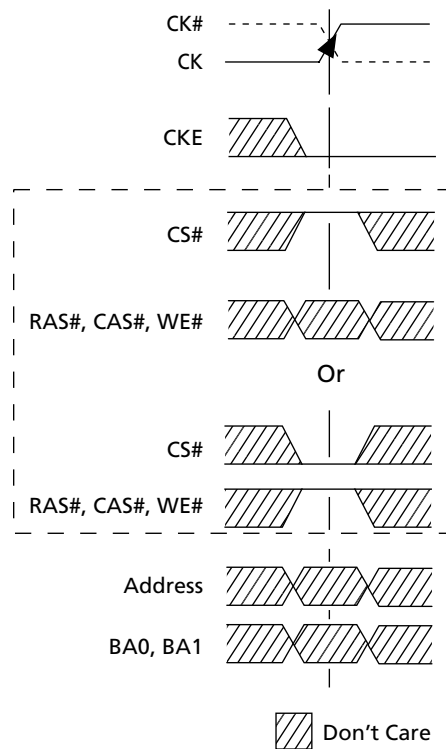 CK#
CK
CKE
CS#
RAS#, CAS#, WE#
Or
CS#
RAS#, CAS#, WE#
Address
BA0, BA1
Don't Care